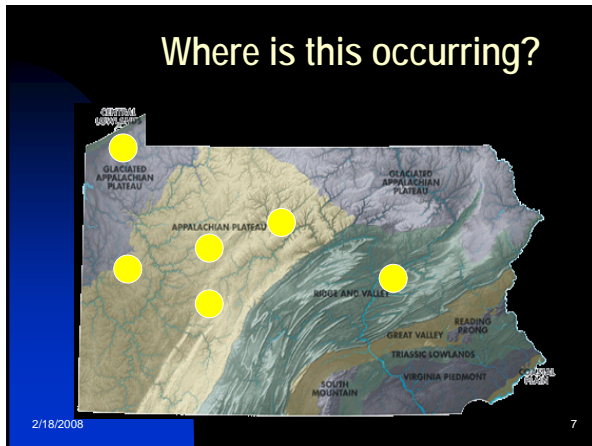 Where is this occurring?
CENTRAL
LOWLANDS
GLACIATED
APPALACHIAN
PLATEAU
GLACIATED
APPALACHIAN
PLATEAU
APPALACHIAN PLATEAU
RIDGE AND VALLEY
READING
PRONG
GREAT VALLEY
TRIASSIC LOWLANDS
COASTAL
PLAIN
VIRGINIA PIEDMONT
SOUTH
MOUNTAIN
2/18/2008
7